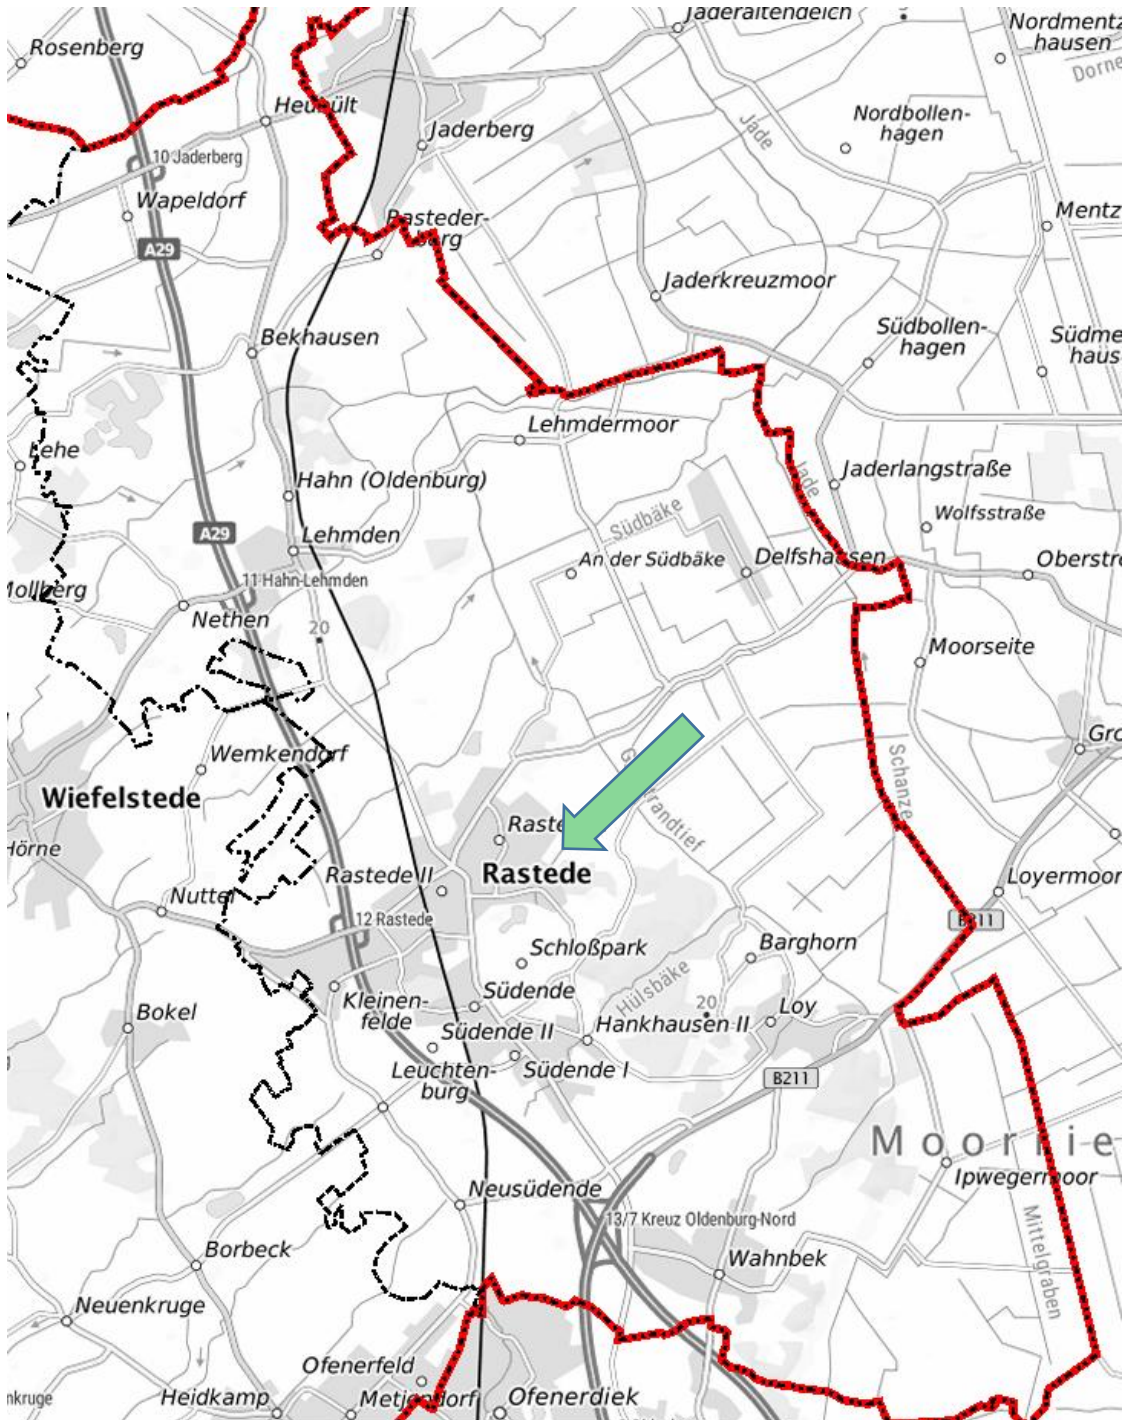 Jaderaltendeich
Nordmentz
hausen
Rosenberg
Dorne
Heubült
Nordbollen-
hagen
Jade
Jaderberg
10 Jaderberg
Wapeldorf
Rasteder-
berg
Mentz
A29
Jaderkreuzmoor
Bekhausen
Südbollen-
hagen
Südme
haus
Lehmdermoor
Lehe
Hahn (Oldenburg)
Jade
Jaderlangstraße
Südbäke
Wolfsstraße
A29
Lehmden
An der Südbäke
Delfshausen
Oberstr
11 Hahn-Lehmden
Mollberg
Nethen
20
Moorseite
Wemkendorf
Gro
Schanze
Wiefelstede
Raste
Hörne
Rastede II
Rastede
Nuttel
Loyermoor
12 Rastede
B211
Schloßpark
Barghorn
Hülsbäke
Kleinen-
felde
Südende
20
Loy
Bokel
Südende II
Hankhausen II
Leuchten-
burg
Südende I
B211
Moorrie
Ipwegermoor
Neusüdende
13/7 Kreuz Oldenburg-Nord
Mittelgraben
Borbeck
Wahnbek
Neuenkruge
Ofenerfeld
nkruge
Heidkamp
Metjendorf
Ofenerdiek